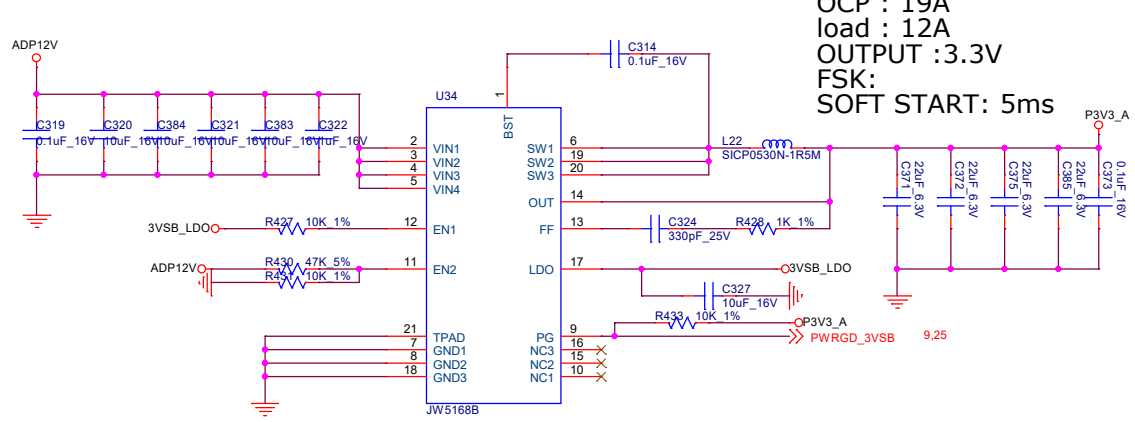 OCP : 19A
load : 12A
OUTPUT :3.3V
FSK:
SOFT START: 5ms
ADP12V
C314
0.1uF_16V
P3V3_A
U34
1
BST
C319
0.1uF_16V
C320
10uF_16V
C384
10uF_16V
C321
10uF_16V
C383
10uF_16V
C322
1uF_16V
2
VIN1
3
VIN2
4
VIN3
5
VIN4
6
SW1
19
SW2
20
SW3
L22
SICP0530N-1R5M
14
OUT
C371
22uF_6.3V
C372
22uF_6.3V
C375
22uF_6.3V
C385
22uF_6.3V
C373
0.1uF_16V
3VSB_LDO
R427
10K_1%
12
EN1
13
FF
C324
330pF_25V
R428
1K_1%
ADP12V
R430
47K_5%
R431
10K_1%
11
EN2
17
LDO
3VSB_LDO
C327
10uF_16V
R433
10K_1%
P3V3_A
21
TPAD
7
GND1
8
GND2
18
GND3
9
PG
16
NC3
15
NC2
10
NC1
PWRGD_3VSB
9,25
JW5168B